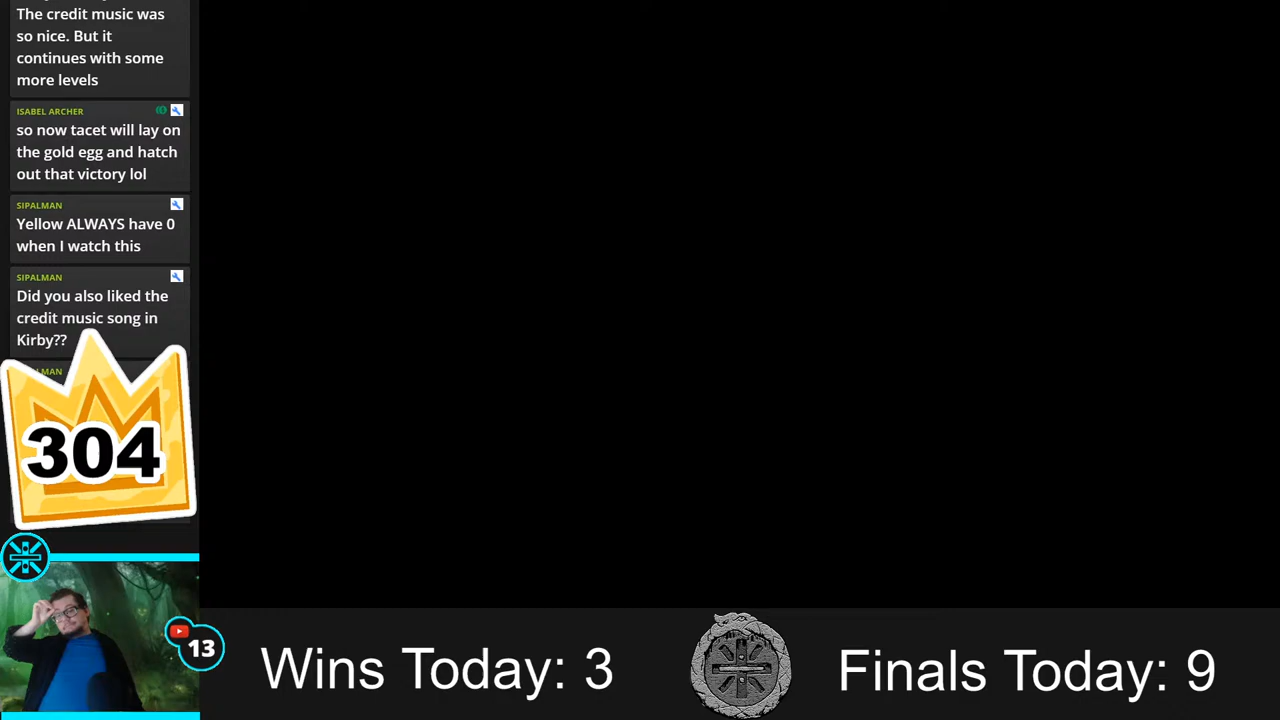 The credit music was
so nice. But it
continues with some
more levels
ISABEL ARCHER
so now tacet will lay on
the gold egg and hatch
out that victory lol
SIPALMAN
Yellow ALWAYS have 0
when I watch this
SIPALMAN
Did you also liked the
credit music song in
Kirby??
LMAN
304
13
Wins Today: 3
Finals Today: 9